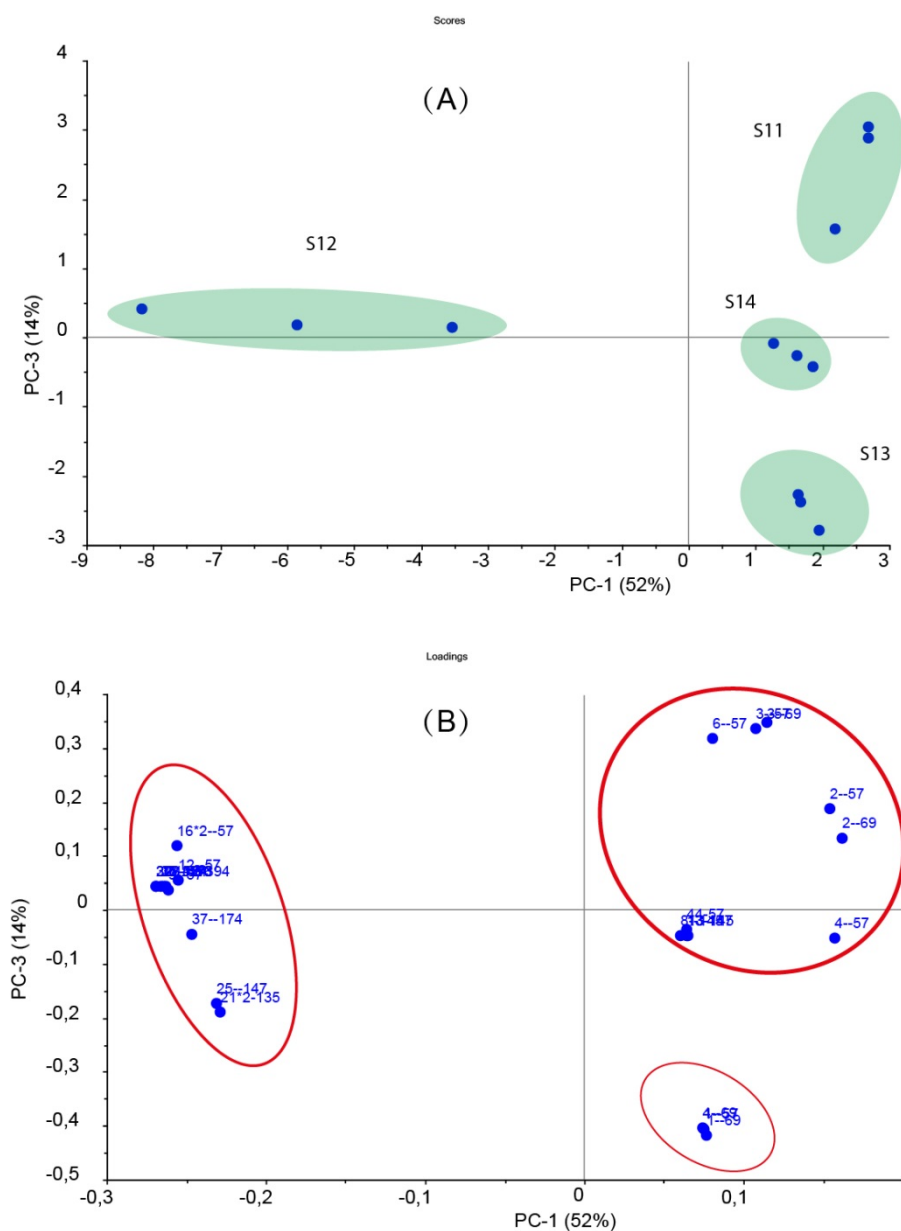 Scores
(A)
4
3
2
1
0
-1
-2
-3
PC-3 (14%)
S11
S12
S14
S13
-9 -8 -7 -6 -5 -4 -3 -2 -1 0 1 2 3
PC-1 (52%)
Loadings
(B)
0,4
0,3
0,2
0,1
0
-0,1
-0,2
-0,3
-0,4
-0,5
PC-3 (14%)
6--57
2--57
2--69
16*2--57
12--57
37--174
4--57
25--147
21*2-135
1--69
-0,3 -0,2 -0,1 0 0,1
PC-1 (52%)